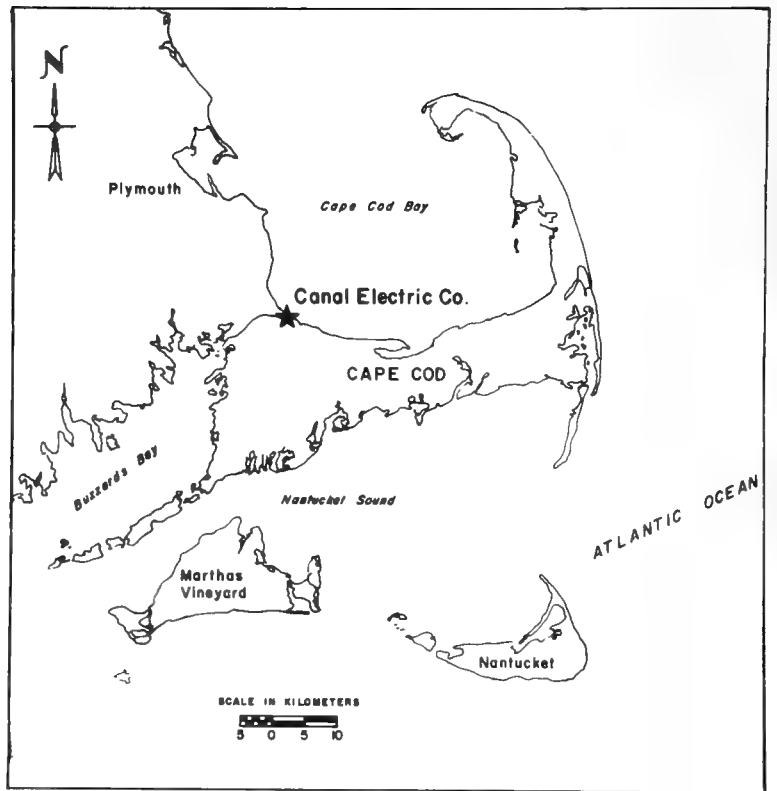 N
Plymouth
Cape Cod Bay
Canal Electric Co.
CAPE COD
Buzzards Bay
Nantucket Sound
ATLANTIC OCEAN
Marthas
Vineyard
Nantucket
SCALE IN KILOMETERS
5 0 5 10